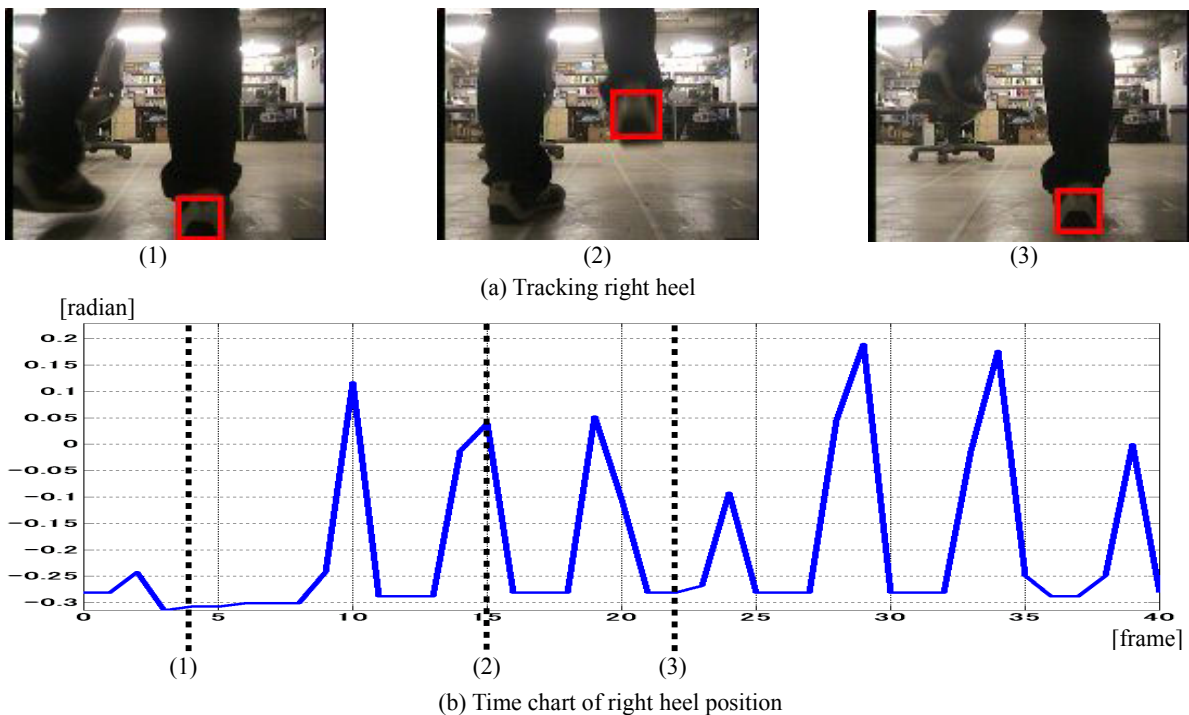 (1) (2) (3)
(a) Tracking right heel
[radian]
0.2
0.15
0.1
0.05
0
−0.05
−0.1
−0.15
−0.2
−0.25
−0.3
0 5 10 15 20 25 30 35 40
[frame]
(1) (2) (3)
(b) Time chart of right heel position